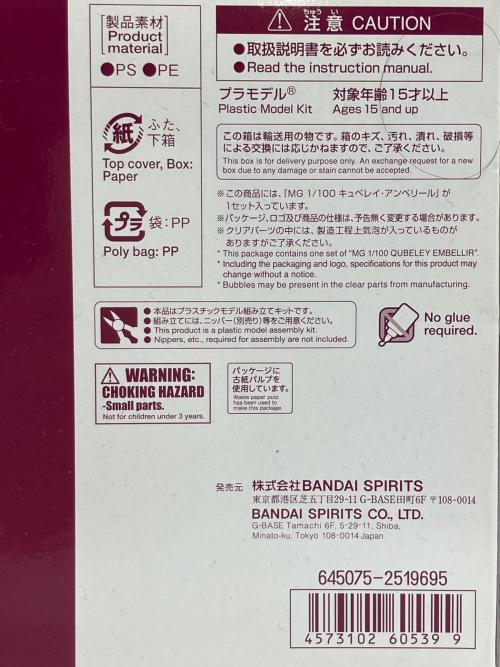 [製品素材]
[Product
material]
●PS ●PE
紙
ふた、
下箱
Top cover, Box:
Paper
プラ
袋:PP
Poly bag: PP
ちゅう い
注意 CAUTION
●取扱説明書を必ずお読みください。
●Read the instruction manual.
プラモデル® 対象年齢15才以上
Plastic Model Kit Ages 15 and up
この箱は輸送用の物です。箱のキズ、汚れ、潰れ、破損等
による交換には応じかねますので、ご了承ください。
This box is for delivery purpose only. An exchange request for a new
box due to any damage or stain cannot be accepted.
※この商品には、「MG 1/100 キュベレイ・アンベリール」が
1セット入っています。
※パッケージ、ロゴ及び商品の仕様は、予告無く変更する場合があります。
※クリアパーツの中には、製造工程上気泡が入っているものが
ありますがご了承ください。
* This package contains one set of "MG 1/100 QUBELEY EMBELLIR".
* Including the packaging and logo, specifications for this product may
change without a notice.
* Bubbles may be present in the clear parts from manufacturing.
● 本品はプラスチックモデル組み立てキットです。
● 組み立てには、ニッパー(別売り)等をご用意ください。
● This product is a plastic model assembly kit.
● Nippers, etc., required for assembly are not included.
No glue
required.
WARNING:
CHOKING HAZARD
-Small parts.
Not for children under 3 years.
パッケージに
古紙パルプを
使用しています。
Waste paper pulp
has been used to
make this package.
発売元 株式会社BANDAI SPIRITS
東京都港区芝五丁目29-11 G-BASE田町6F 〒108-0014
BANDAI SPIRITS CO., LTD.
G-BASE Tamachi 6F, 5-29-11, Shiba,
Minato-ku, Tokyo 108-0014 Japan
645075-2519695
4573102 60539 9